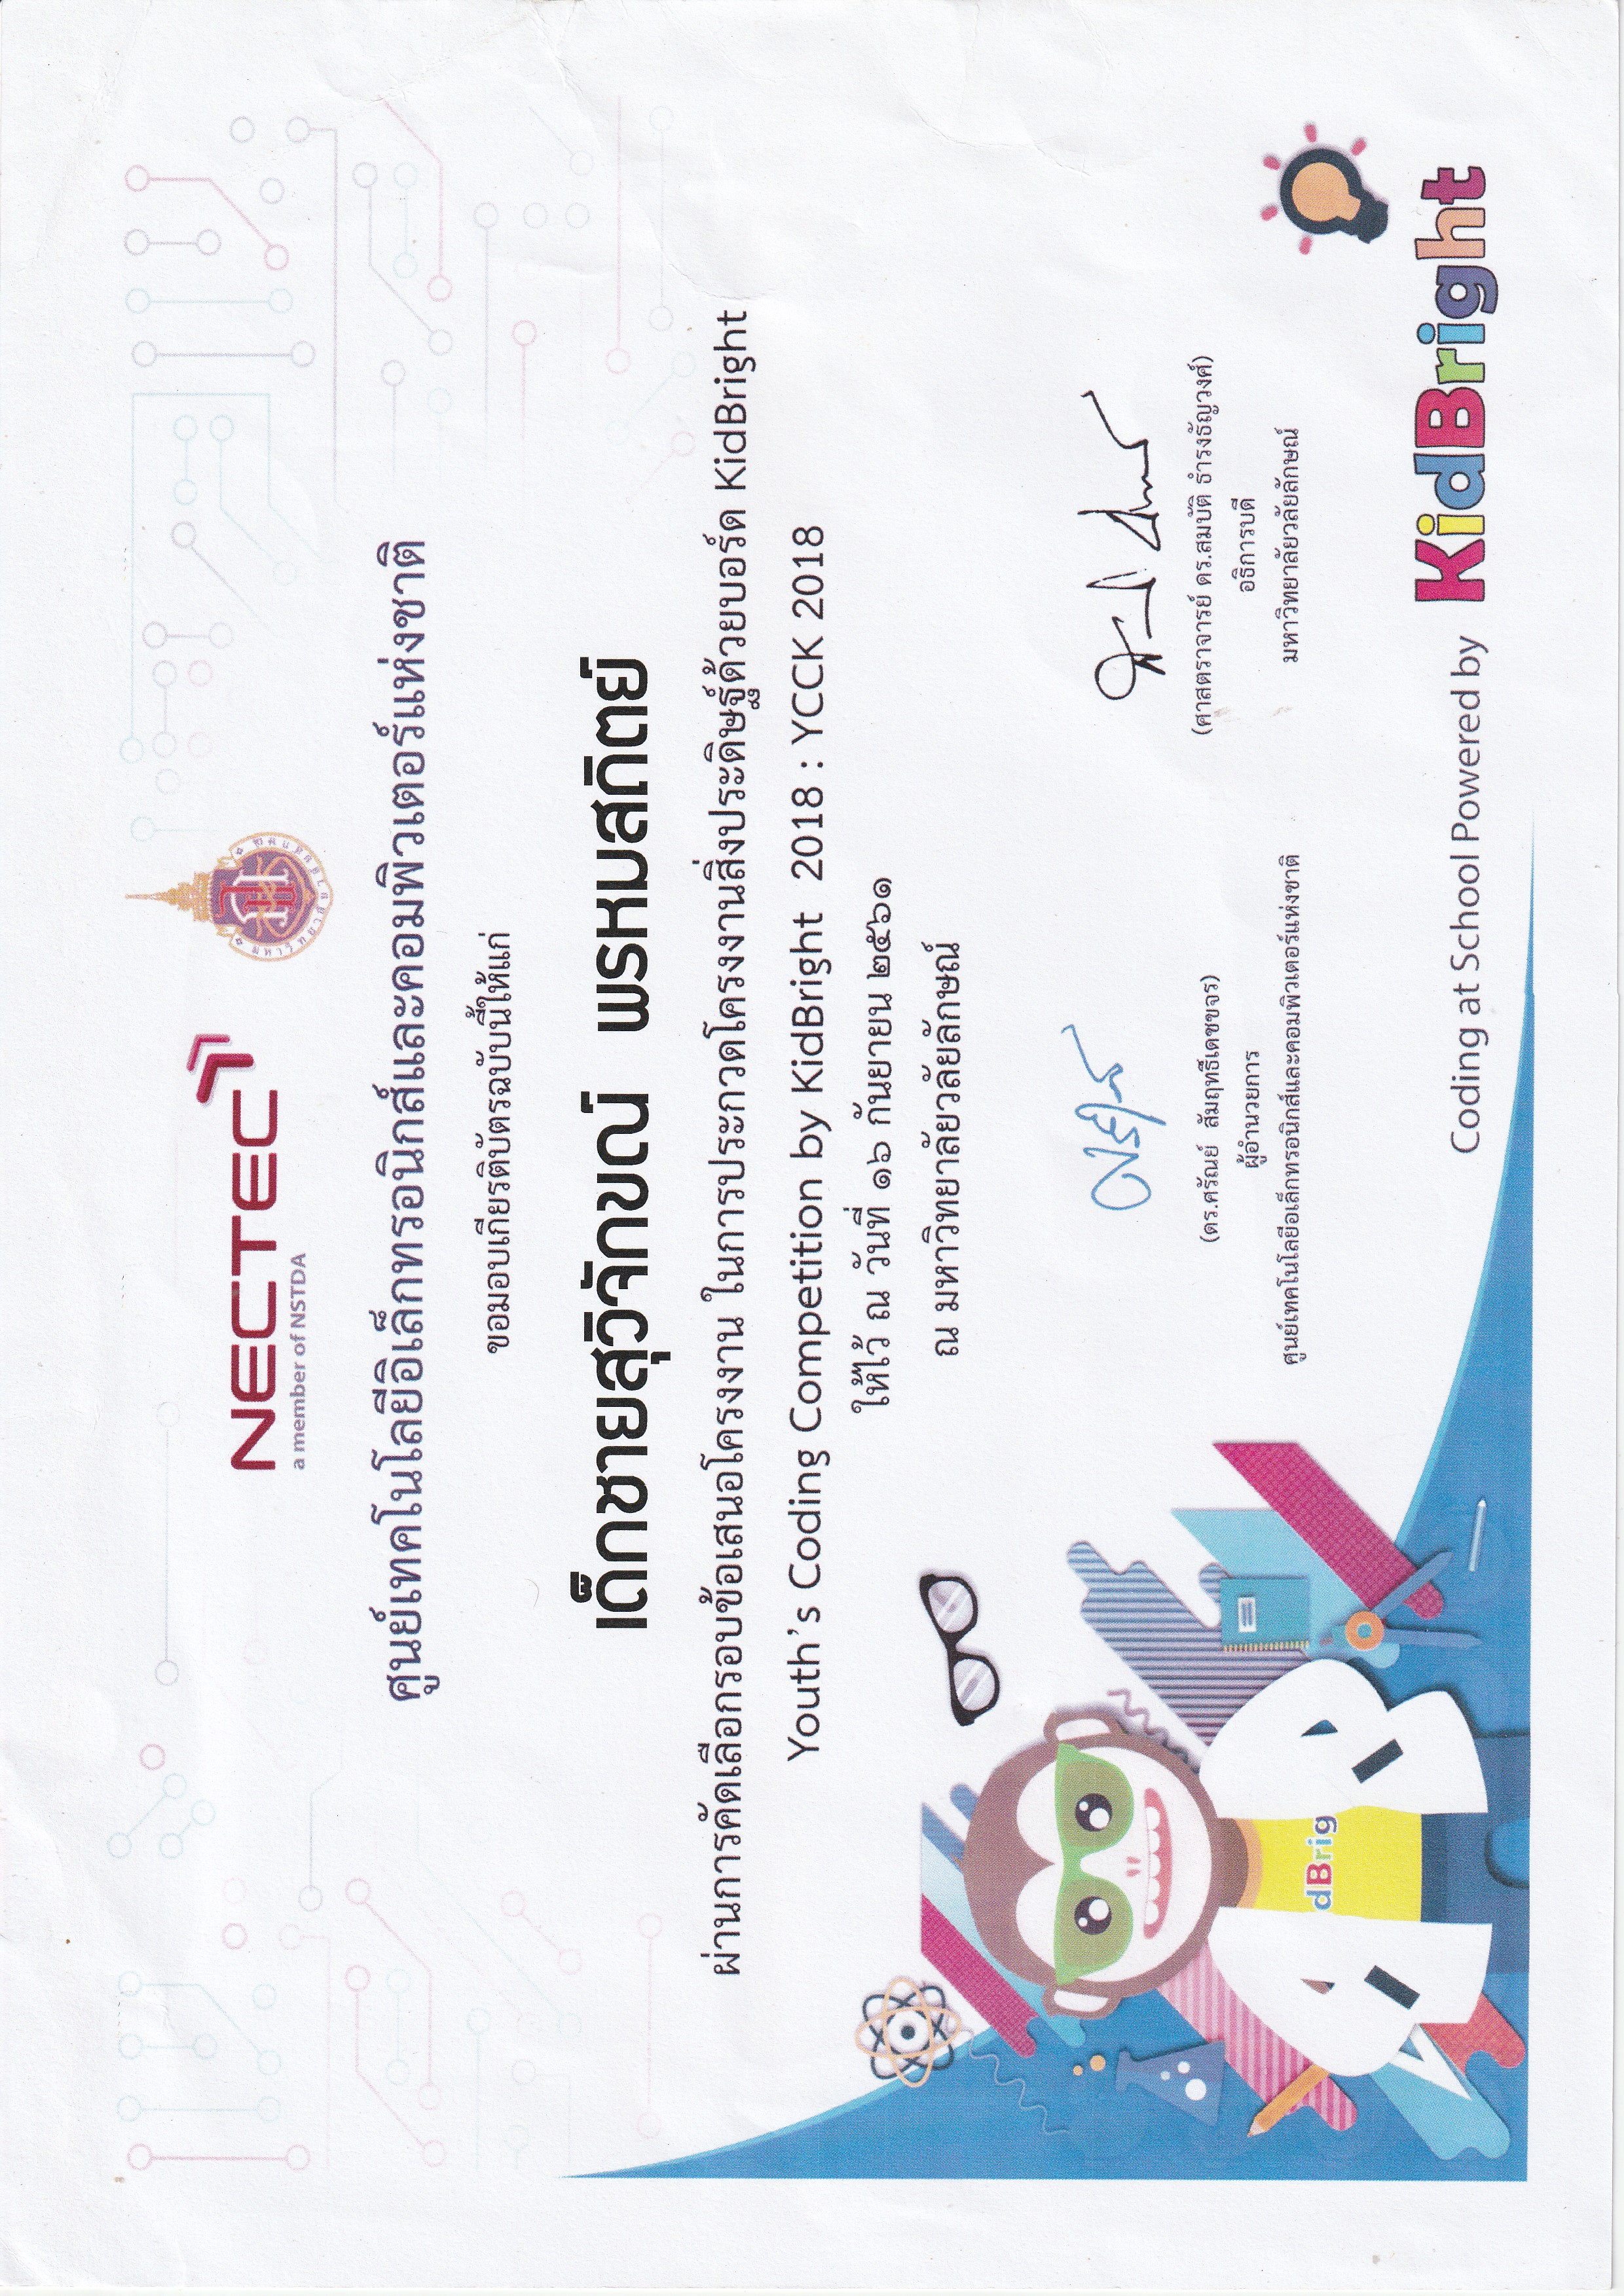 NECTEC
a member of NSTDA
มหาวิทยาลัยวลัยลักษณ์
ศูนย์เทคโนโลยีอิเล็กทรอนิกส์และคอมพิวเตอร์แห่งชาติ
ขอมอบเกียรติบัตรฉบับนี้ให้แก่
เด็กชายสุวิจักขณ์ พรหมสถิตย์
ผ่านการคัดเลือกรอบข้อเสนอโครงงาน ในการประกวดโครงงานสิ่งประดิษฐ์ด้วยบอร์ด KidBright
Youth's Coding Competition by KidBright 2018 : YCCK 2018
ให้ไว้ ณ วันที่ ๑๖ กันยายน ๒๕๖๑
ณ มหาวิทยาลัยวลัยลักษณ์
(ดร.ศรัณย์ สัมฤทธิ์เดชขจร)
ผู้อำนวยการ
ศูนย์เทคโนโลยีอเล็กทรอนิกส์และคอมพิวเตอร์แห่งชาติ
(ศาสตราจารย์ ดร.สมบัติ ธำรงธัญวงศ์)
อธิการบดี
มหาวิทยาลัยวลัยลักษณ์
dBrig
Coding at School Powered by KidBright